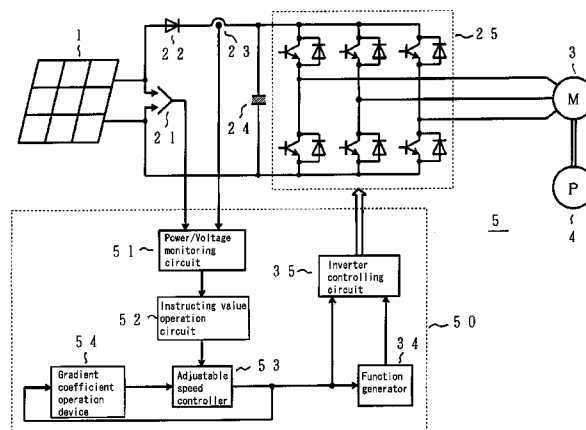 1
2 2
2 3
2 5
3
M
2 1
2 4
P
4
5
Power/Voltage
monitoring
circuit
5 1
3 5
Inverter
controlling
circuit
5 2
Instructing value
operation
circuit
5 0
5 4
5 3
3 4
Gradient
coefficient
operation
device
Adjustable
speed
controller
Function
generator